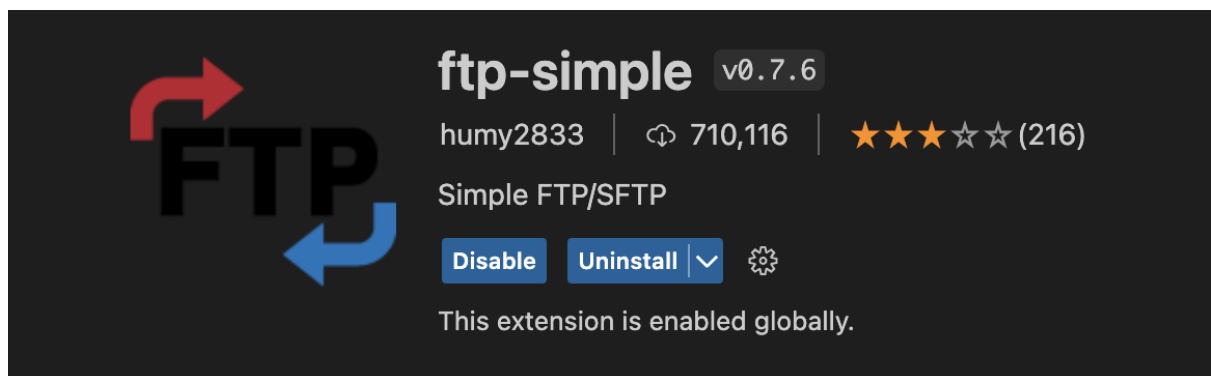 FTP
ftp-simple v0.7.6
humy2833 710,116 (216)
Simple FTP/SFTP
Disable Uninstall
This extension is enabled globally.